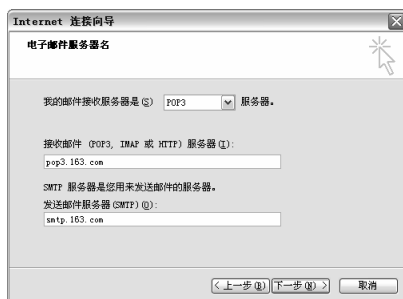 Internet 连接向导
电子邮件服务器名
我的邮件接收服务器是(S) POP3 服务器。
接收邮件 (POP3, IMAP 或 HTTP) 服务器(I):
pop3.163.com
SMTP 服务器是您用来发送邮件的服务器。
发送邮件服务器(SMTP)(O):
smtp.163.com
< 上一步(B) 下一步(N) > 取消